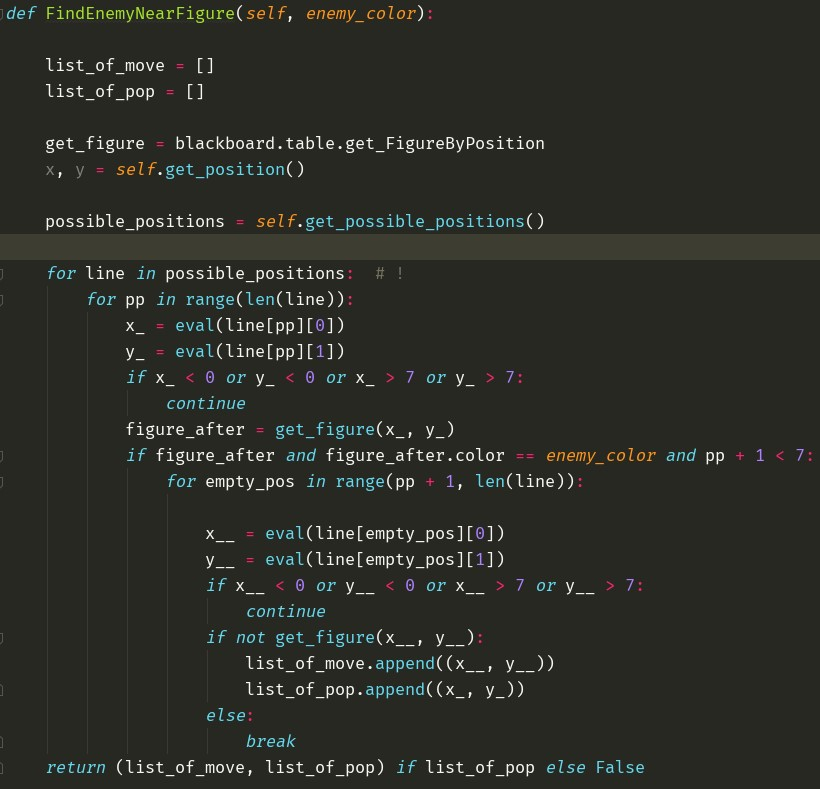 def FindEnemyNearFigure(self, enemy_color):
list_of_move = []
list_of_pop = []
get_figure = blackboard.table.get_FigureByPosition
x, y = self.get_position()
possible_positions = self.get_possible_positions()
for line in possible_positions:  # !
for pp in range(len(line)):
x_ = eval(line[pp][0])
y_ = eval(line[pp][1])
if x_ < 0 or y_ < 0 or x_ > 7 or y_ > 7:
continue
figure_after = get_figure(x_, y_)
if figure_after and figure_after.color == enemy_color and pp + 1 < 7:
for empty_pos in range(pp + 1, len(line)):
x__ = eval(line[empty_pos][0])
y__ = eval(line[empty_pos][1])
if x__ < 0 or y__ < 0 or x__ > 7 or y__ > 7:
continue
if not get_figure(x__, y__):
list_of_move.append((x__, y__))
list_of_pop.append((x_, y_))
else:
break
return (list_of_move, list_of_pop) if list_of_pop else False